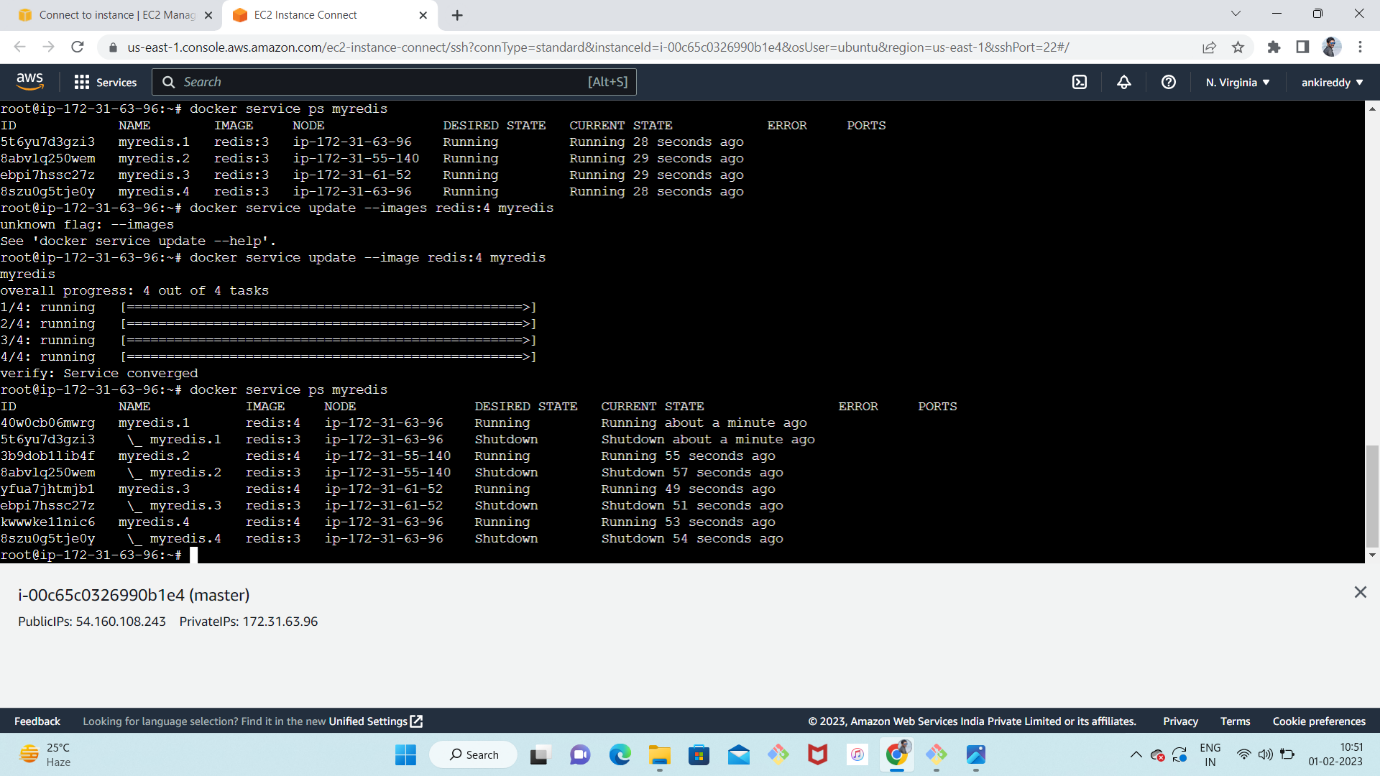 Connect to instance | EC2 Manag
EC2 Instance Connect
us-east-1.console.aws.amazon.com/ec2-instance-connect/ssh?connType=standard&instanceId=i-00c65c0326990b1e4&osUser=ubuntu&region=us-east-1&sshPort=22#/
aws Services Search [Alt+S] N. Virginia ▼ ankireddy ▼
root@ip-172-31-63-96:~# docker service ps myredis
ID NAME IMAGE NODE DESIRED STATE CURRENT STATE ERROR PORTS
5t6yu7d3gzi3 myredis.1 redis:3 ip-172-31-63-96 Running Running 28 seconds ago
8abvlq250wem myredis.2 redis:3 ip-172-31-55-140 Running Running 29 seconds ago
ebpi7hssc27z myredis.3 redis:3 ip-172-31-61-52 Running Running 29 seconds ago
8szu0g5tje0y myredis.4 redis:3 ip-172-31-63-96 Running Running 28 seconds ago
root@ip-172-31-63-96:~# docker service update --images redis:4 myredis
unknown flag: --images
See 'docker service update --help'.
root@ip-172-31-63-96:~# docker service update --image redis:4 myredis
myredis
overall progress: 4 out of 4 tasks
1/4: running [==================================================>]
2/4: running [==================================================>]
3/4: running [==================================================>]
4/4: running [==================================================>]
verify: Service converged
root@ip-172-31-63-96:~# docker service ps myredis
ID NAME IMAGE NODE DESIRED STATE CURRENT STATE ERROR PORTS
40w0cb06mwrg myredis.1 redis:4 ip-172-31-63-96 Running Running about a minute ago
5t6yu7d3gzi3 \_ myredis.1 redis:3 ip-172-31-63-96 Shutdown Shutdown about a minute ago
3b9dob1lib4f myredis.2 redis:4 ip-172-31-55-140 Running Running 55 seconds ago
8abvlq250wem \_ myredis.2 redis:3 ip-172-31-55-140 Shutdown Shutdown 57 seconds ago
yfua7jhtmjb1 myredis.3 redis:4 ip-172-31-61-52 Running Running 49 seconds ago
ebpi7hssc27z \_ myredis.3 redis:3 ip-172-31-61-52 Shutdown Shutdown 51 seconds ago
kwwwke11nic6 myredis.4 redis:4 ip-172-31-63-96 Running Running 53 seconds ago
8szu0g5tje0y \_ myredis.4 redis:3 ip-172-31-63-96 Shutdown Shutdown 54 seconds ago
root@ip-172-31-63-96:~#
i-00c65c0326990b1e4 (master)
PublicIPs: 54.160.108.243 PrivateIPs: 172.31.63.96
Feedback Looking for language selection? Find it in the new Unified Settings © 2023, Amazon Web Services India Private Limited or its affiliates. Privacy Terms Cookie preferences
25°C
Haze
Search
ENG
IN
10:51
01-02-2023